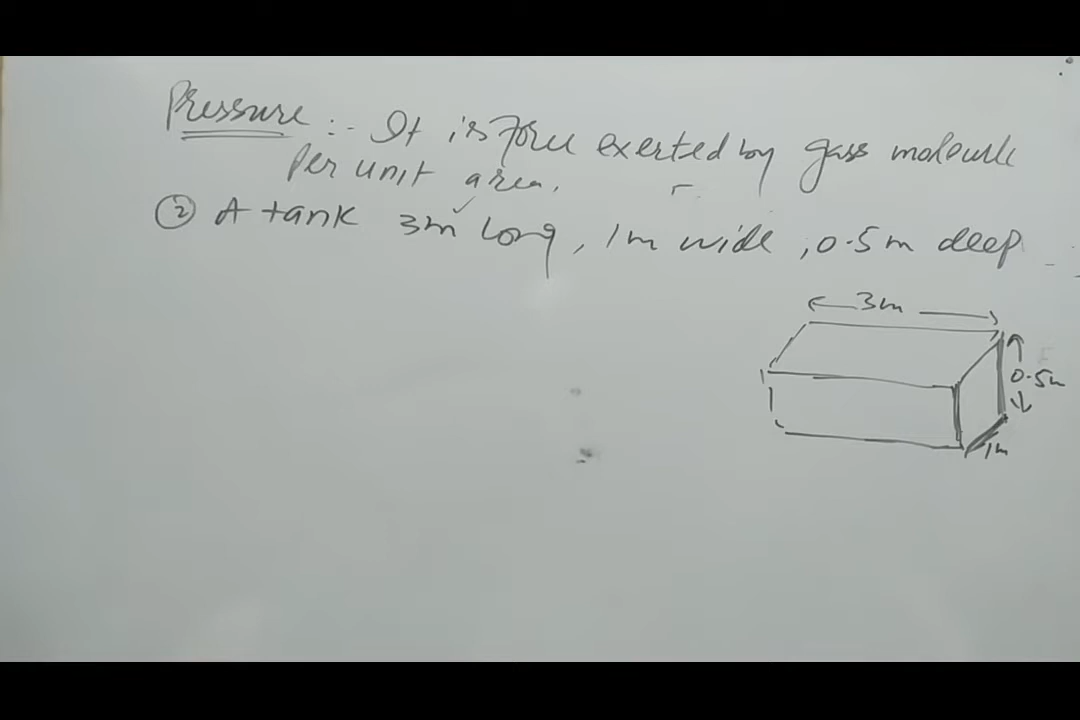 Pressure :- It is Force exerted by gass molecule
Per unit area.
② A tank 3m long, 1m wide, 0.5m deep
3m
0.5m
1m